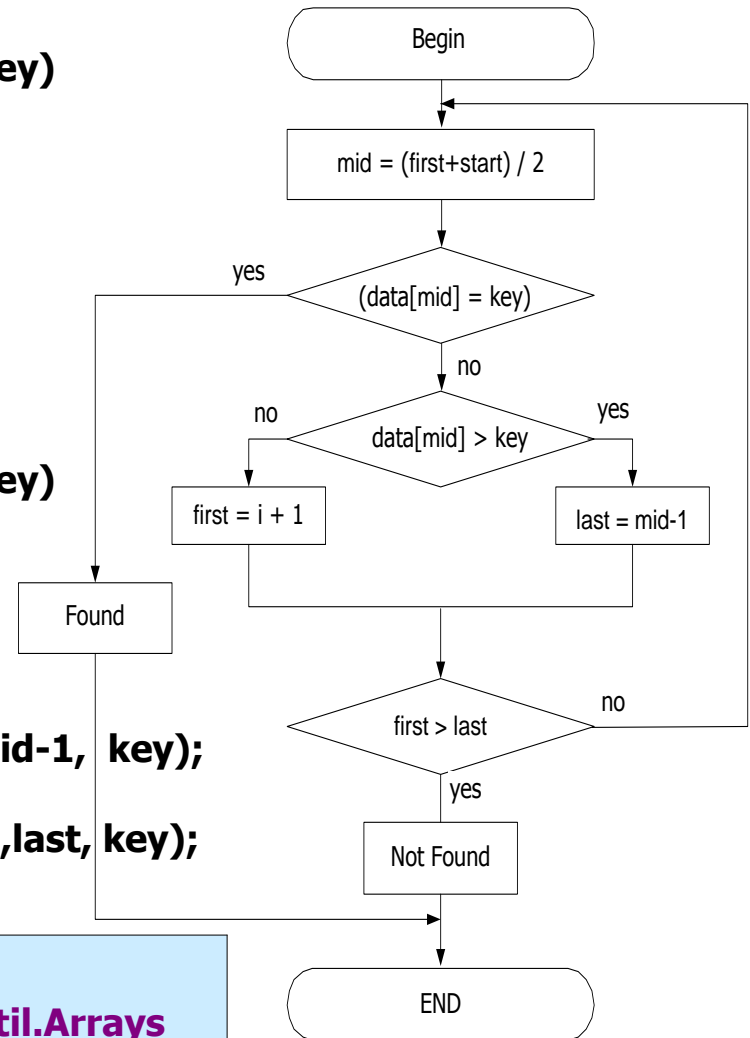 ey)
ey)
id-1, key);
,last, key);
til.Arrays
Begin
mid = (first+start) / 2
yes
(data[mid] = key)
no
no
data[mid] > key
yes
first = i + 1
last = mid-1
Found
first > last
no
yes
Not Found
END